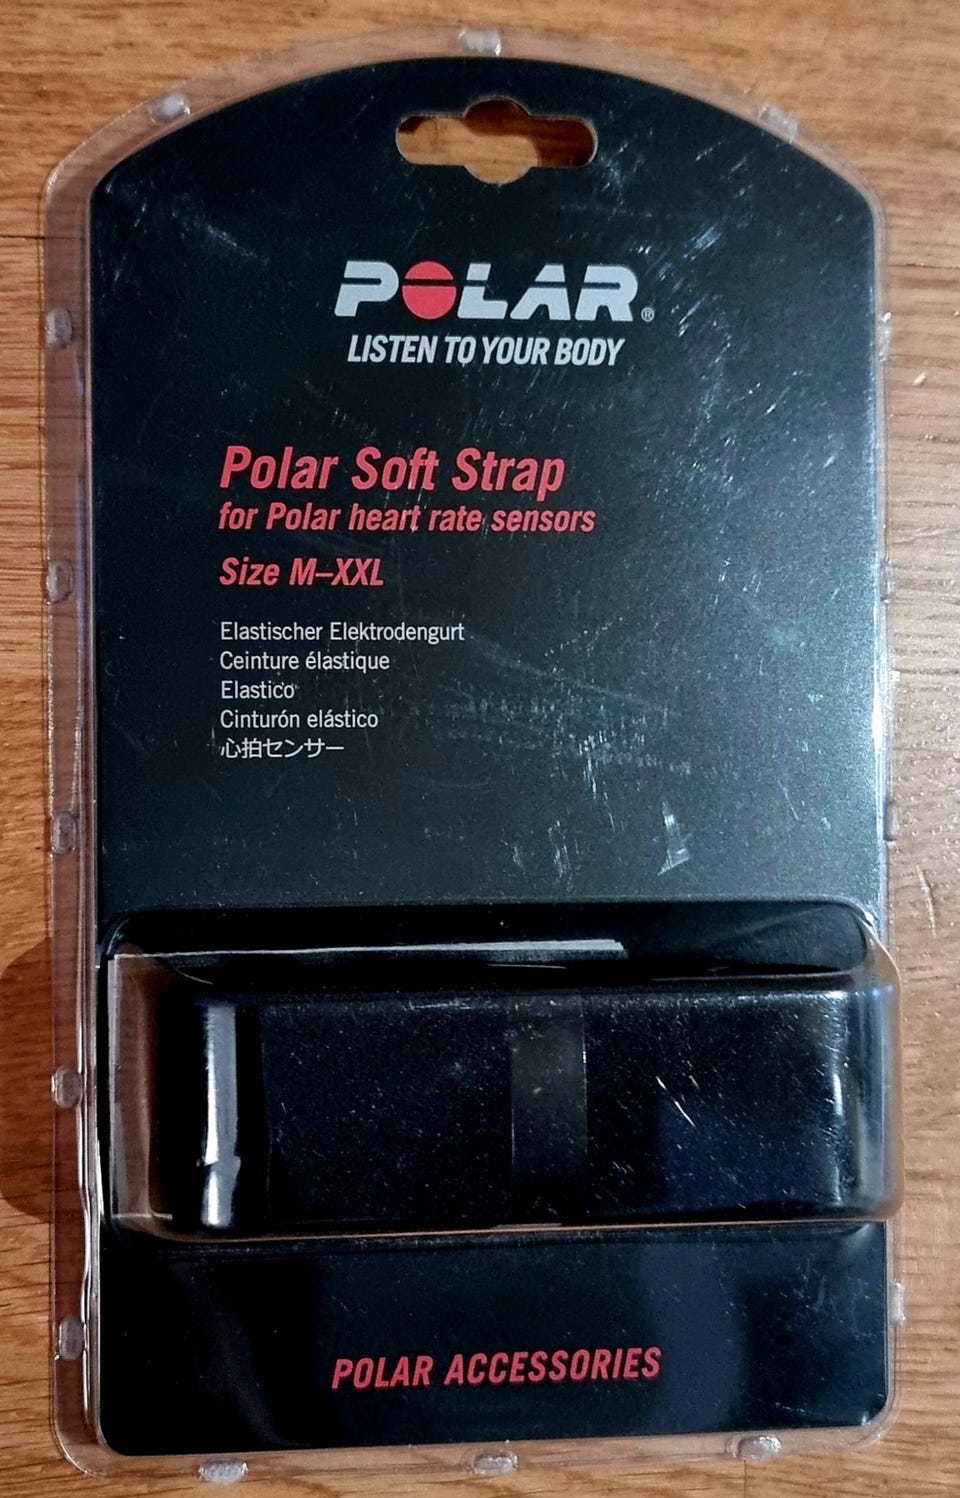 POLAR®
LISTEN TO YOUR BODY
Polar Soft Strap
for Polar heart rate sensors
Size M–XXL
Elastischer Elektrodengurt
Ceinture élastique
Elastico
Cinturón elástico
心拍センサー
POLAR ACCESSORIES